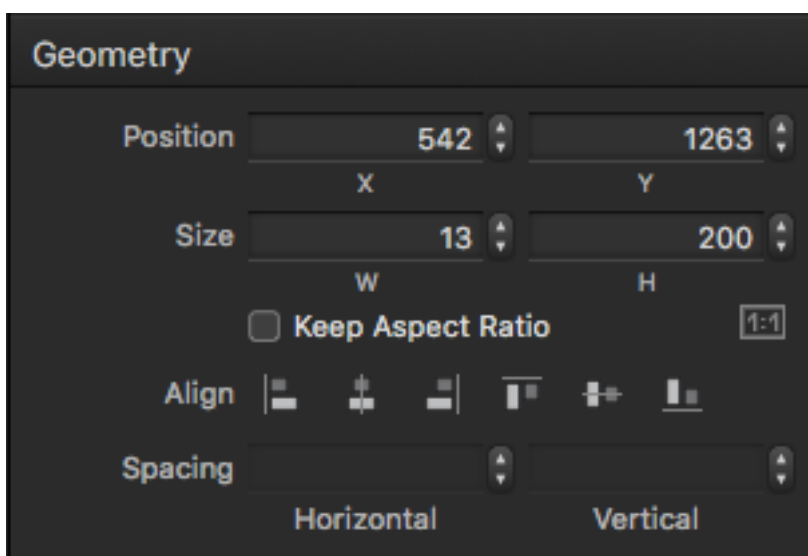 Geometry
Position 542 1263
X Y
Size 13 200
W H
Keep Aspect Ratio 1:1
Align
Spacing
Horizontal Vertical